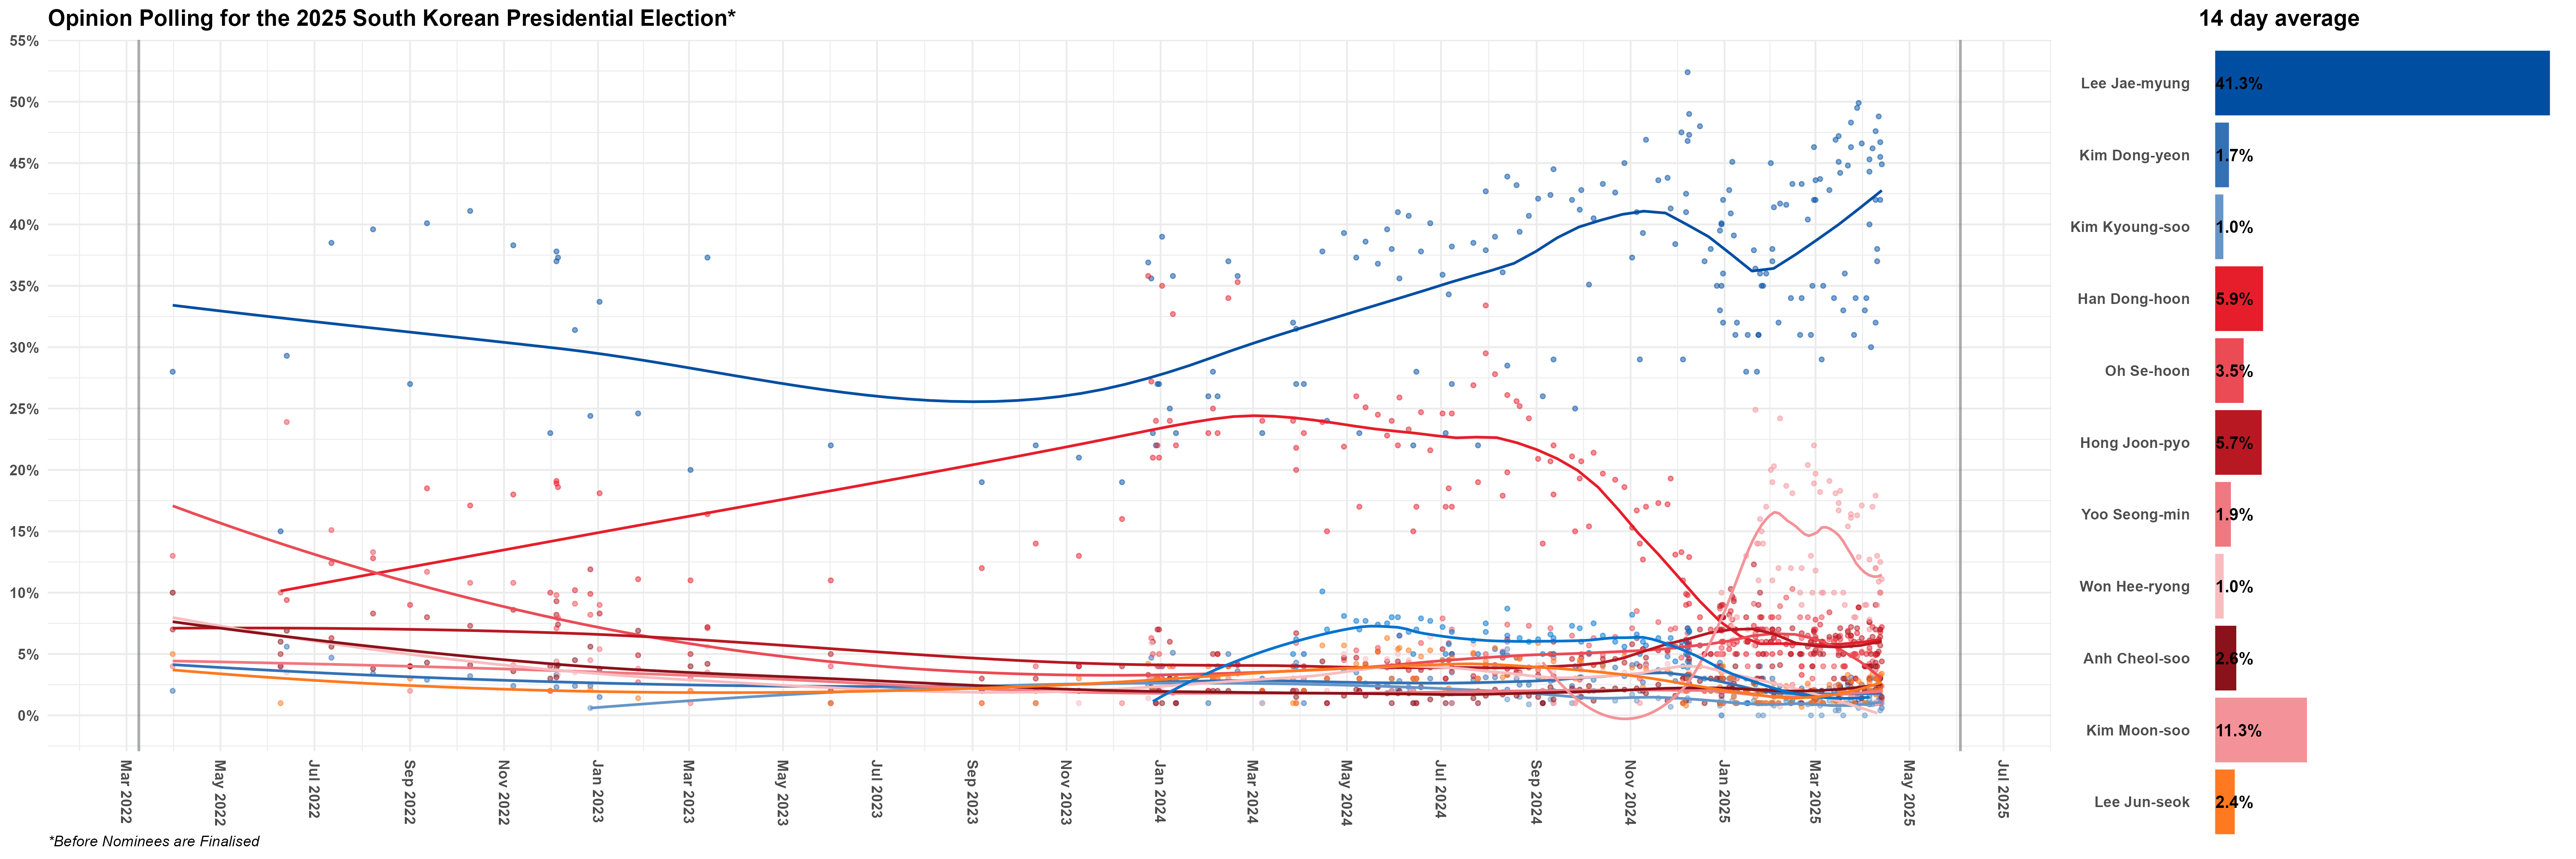 Opinion Polling for the 2025 South Korean Presidential Election*
14 day average
55%
50%
45%
40%
35%
30%
25%
20%
15%
10%
5%
0%
Mar 2022
May 2022
Jul 2022
Sep 2022
Nov 2022
Jan 2023
Mar 2023
May 2023
Jul 2023
Sep 2023
Nov 2023
Jan 2024
Mar 2024
May 2024
Jul 2024
Sep 2024
Nov 2024
Jan 2025
Mar 2025
May 2025
Jul 2025
*Before Nominees are Finalised
Lee Jae-myung 41.3%
Kim Dong-yeon 1.7%
Kim Kyoung-soo 1.0%
Han Dong-hoon 5.9%
Oh Se-hoon 3.5%
Hong Joon-pyo 5.7%
Yoo Seong-min 1.9%
Won Hee-ryong 1.0%
Anh Cheol-soo 2.6%
Kim Moon-soo 11.3%
Lee Jun-seok 2.4%